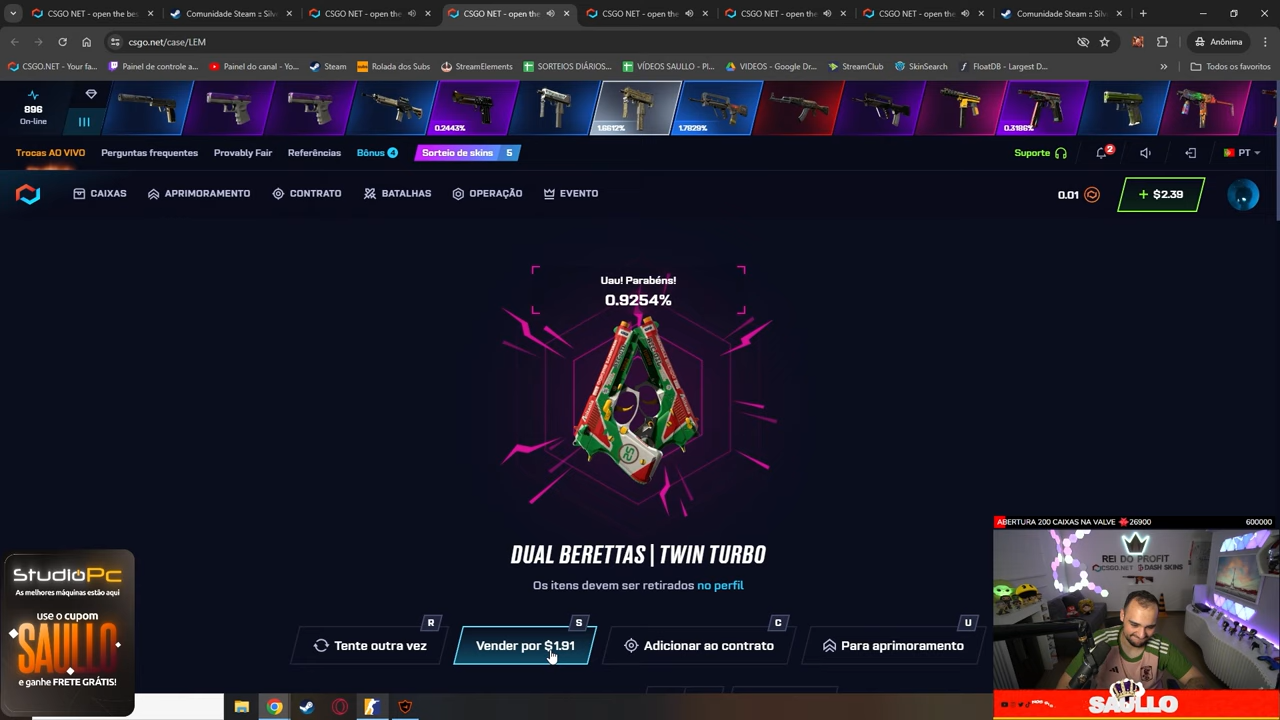 CSGO NET - open the bes
Comunidade Steam :: Silv
CSGO NET - open the
CSGO NET - open the
CSGO NET - open the
CSGO NET - open the
CSGO NET - open the
Comunidade Steam :: Silv
csgo.net/case/LEM
Anônima
CSGO.NET - Your fa...
Painel de controle a...
Painel do canal - Yo...
Steam
Rolada dos Subs
StreamElements
SORTEIOS DIÁRIOS...
VÍDEOS SAULLO - Pl...
VIDEOS - Google Dr...
StreamClub
SkinSearch
FloatDB - Largest D...
Todos os favoritos
896
On-line
0.2443%
1.6612%
1.7829%
0.3186%
Trocas AO VIVO
Perguntas frequentes
Provably Fair
Referências
Bônus 4
Sorteio de skins 5
Suporte
2
PT
CAIXAS
APRIMORAMENTO
CONTRATO
BATALHAS
OPERAÇÃO
EVENTO
0.01
+ $2.39
Uau! Parabéns!
0.9254%
DUAL BERETTAS | TWIN TURBO
Os itens devem ser retirados no perfil
R
Tente outra vez
S
Vender por $1.91
C
Adicionar ao contrato
U
Para aprimoramento
STUDIOPC
As melhores máquinas estão aqui
use o cupom
SAULLO
e ganhe FRETE GRÁTIS!
ABERTURA 200 CAIXAS NA VALVE 26900 600000
REI DO PROFIT
CSGO.NET DASH SKINS
SAULLO